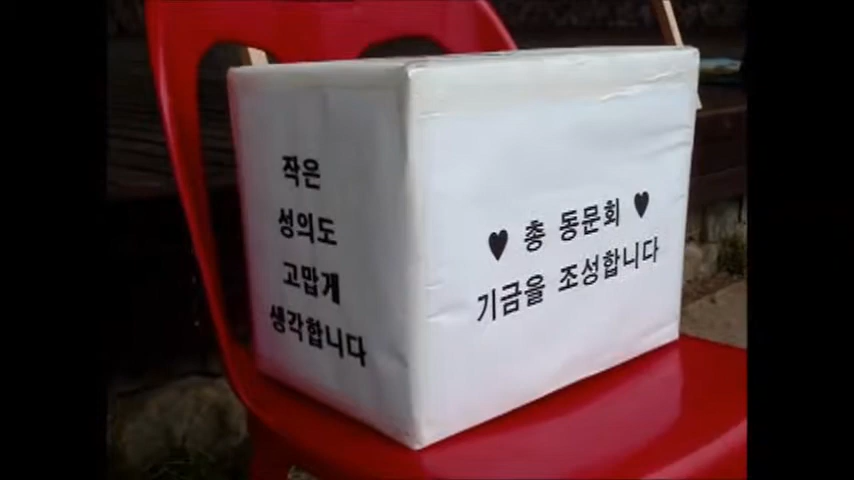 작은
성의도
고맙게
생각합니다
♥ 총 동문회 ♥
기금을 조성합니다